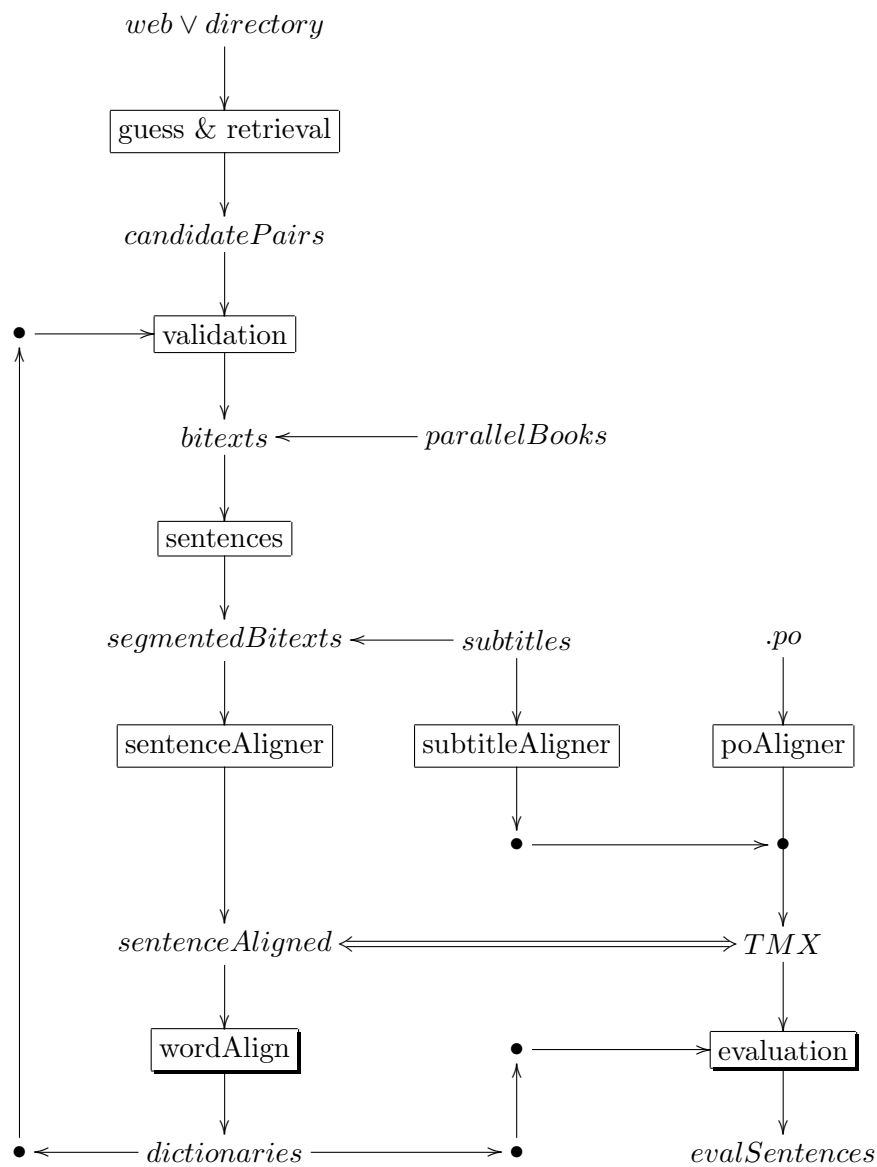 web ∨ directory
guess & retrieval
candidatePairs
validation
bitexts
parallelBooks
sentences
segmentedBitexts
subtitles
.po
sentenceAligner
subtitleAligner
poAligner
sentenceAligned
TMX
wordAlign
evaluation
dictionaries
evalSentences